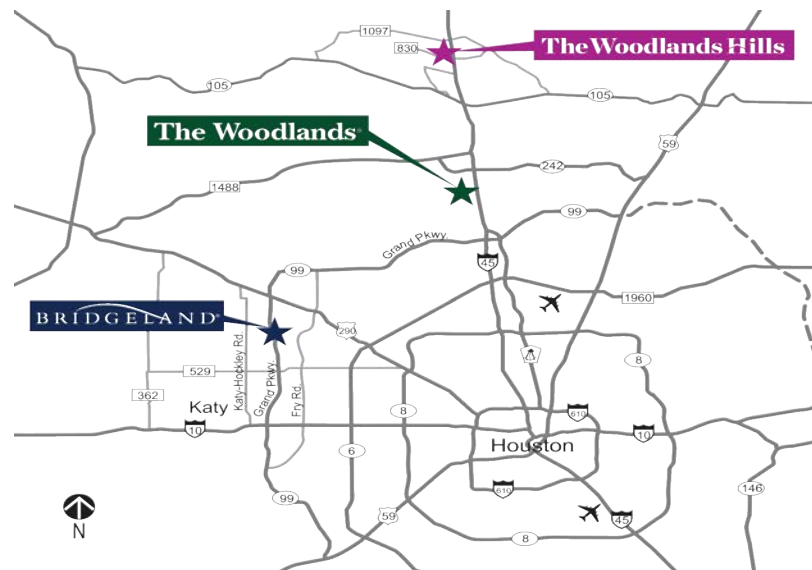 1097
830
The Woodlands Hills
105
105
The Woodlands®
59
242
1488
99
Grand Pkwy.
99
45
1960
BRIDGELAND®
290
8
529
362
Katy-Hockley Rd.
Grand Pkwy.
Fry Rd.
Katy
8
610
10
10
Houston
6
610
146
99
59
45
8
N